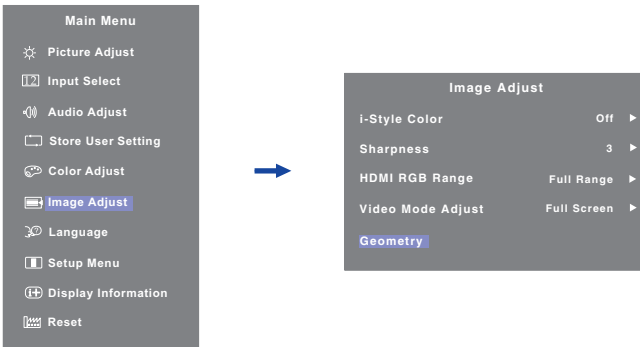 Main Menu
Picture Adjust
12 Input Select
Audio Adjust
Store User Setting
Color Adjust
Image Adjust
Language
Setup Menu
Display Information
Reset
Image Adjust
i-Style Color Off
Sharpness 3
HDMI RGB Range Full Range
Video Mode Adjust Full Screen
Geometry